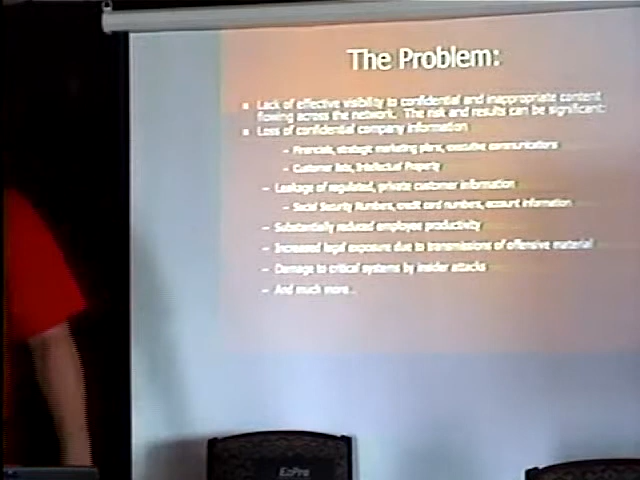 The Problem:
Lack of effective visibility to confidential and inappropriate content
flowing across the network. The risk and results can be significant:
Loss of confidential company information
– Financials, strategic marketing plans, executive communications
– Customer lists, Intellectual Property
– Leakage of regulated, private customer information
– Social Security Numbers, credit card numbers, account information
– Substantially reduced employee productivity
– Increased legal exposure due to transmissions of offensive material
– Damage to critical systems by insider attacks
– And much more...
EzPro